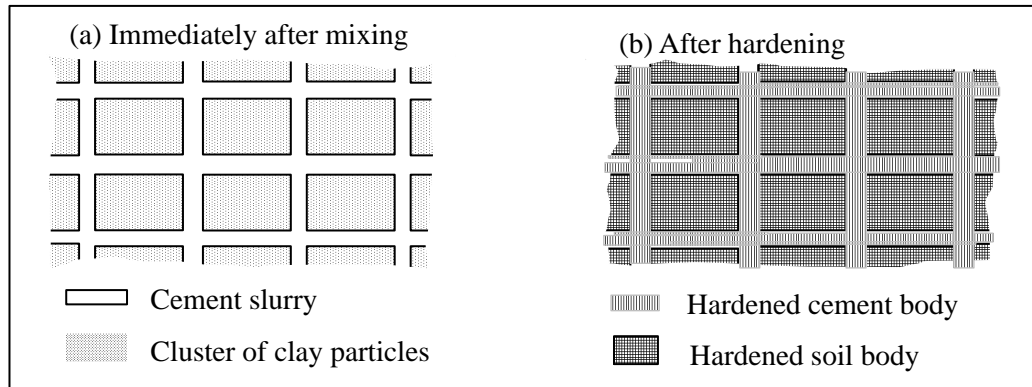 (a) Immediately after mixing
(b) After hardening
Cement slurry
Cluster of clay particles
Hardened cement body
Hardened soil body